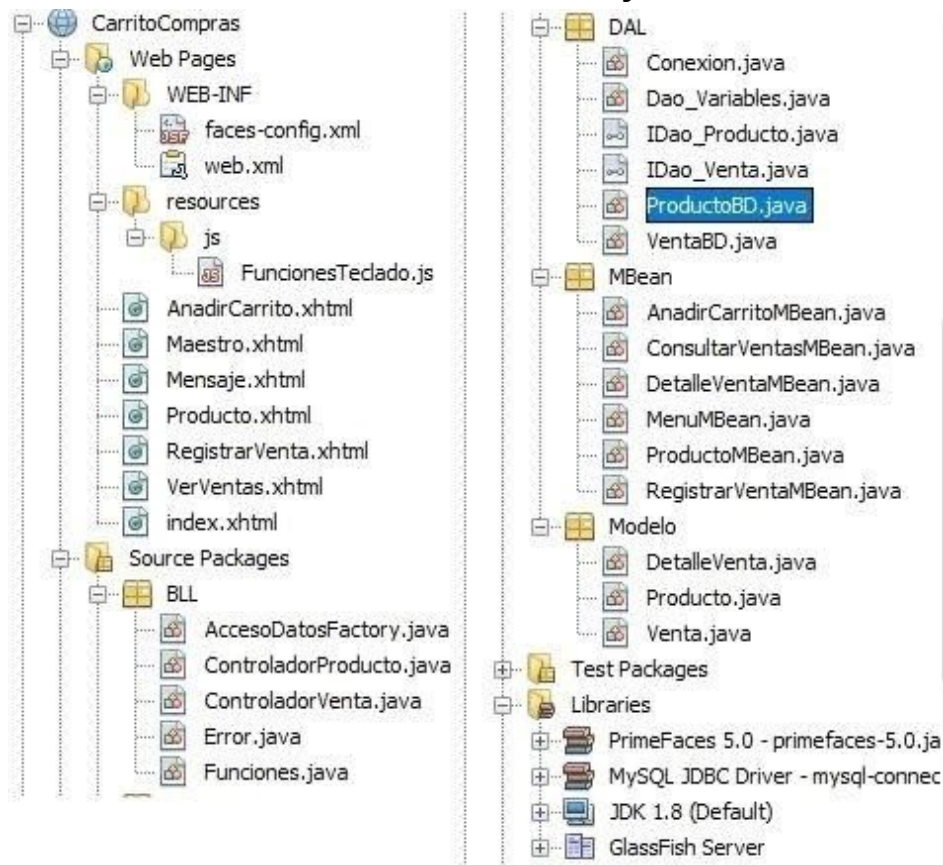 CarritoCompras
Web Pages
WEB-INF
faces-config.xml
web.xml
resources
js
FuncionesTeclado.js
AnadirCarrito.xhtml
Maestro.xhtml
Mensaje.xhtml
Producto.xhtml
RegistrarVenta.xhtml
VerVentas.xhtml
index.xhtml
Source Packages
BLL
AccesoDatosFactory.java
ControladorProducto.java
ControladorVenta.java
Error.java
Funciones.java
DAL
Conexion.java
Dao_Variables.java
IDao_Producto.java
IDao_Venta.java
ProductoBD.java
VentaBD.java
MBean
AnadirCarritoMBean.java
ConsultarVentasMBean.java
DetalleVentaMBean.java
MenuMBean.java
ProductoMBean.java
RegistrarVentaMBean.java
Modelo
DetalleVenta.java
Producto.java
Venta.java
Test Packages
Libraries
PrimeFaces 5.0 - primefaces-5.0.ja
MySQL JDBC Driver - mysql-connec
JDK 1.8 (Default)
GlassFish Server